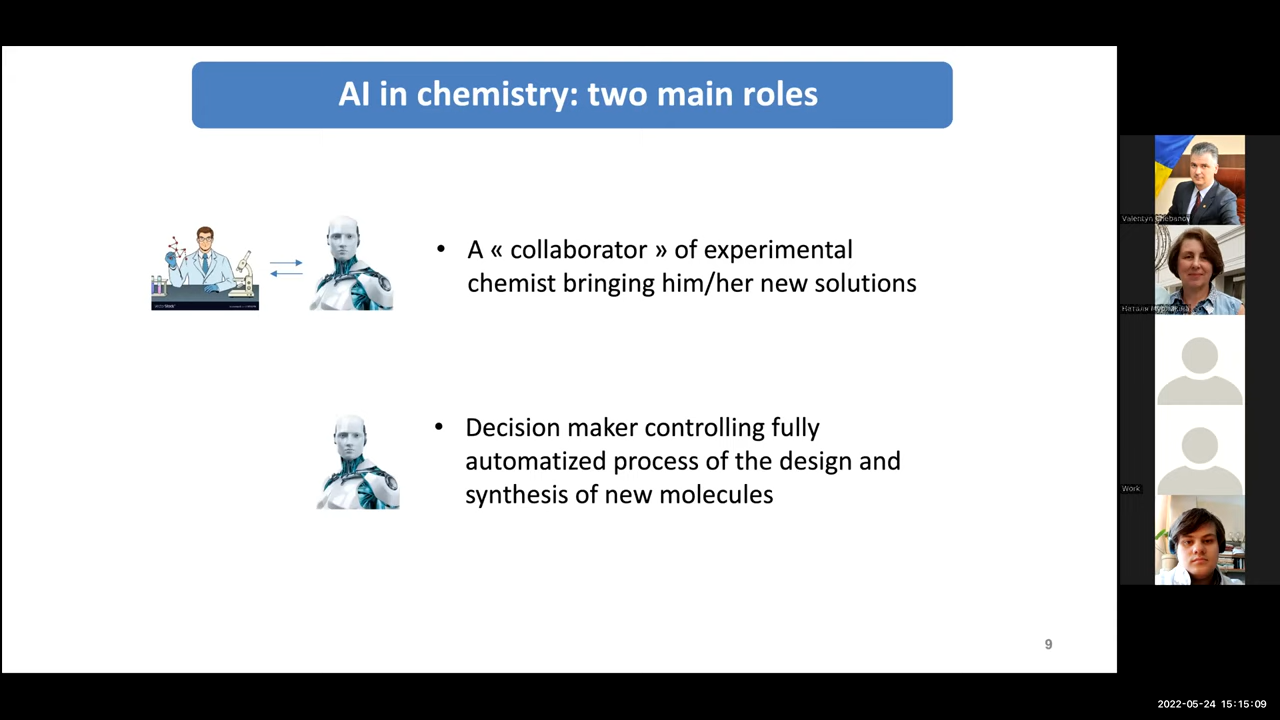 AI in chemistry: two main roles
• A « collaborator » of experimental
chemist bringing him/her new solutions
• Decision maker controlling fully
automatized process of the design and
synthesis of new molecules
9
Valentyn Chebanov
Наталія
Work
2022-05-24 15:15:09